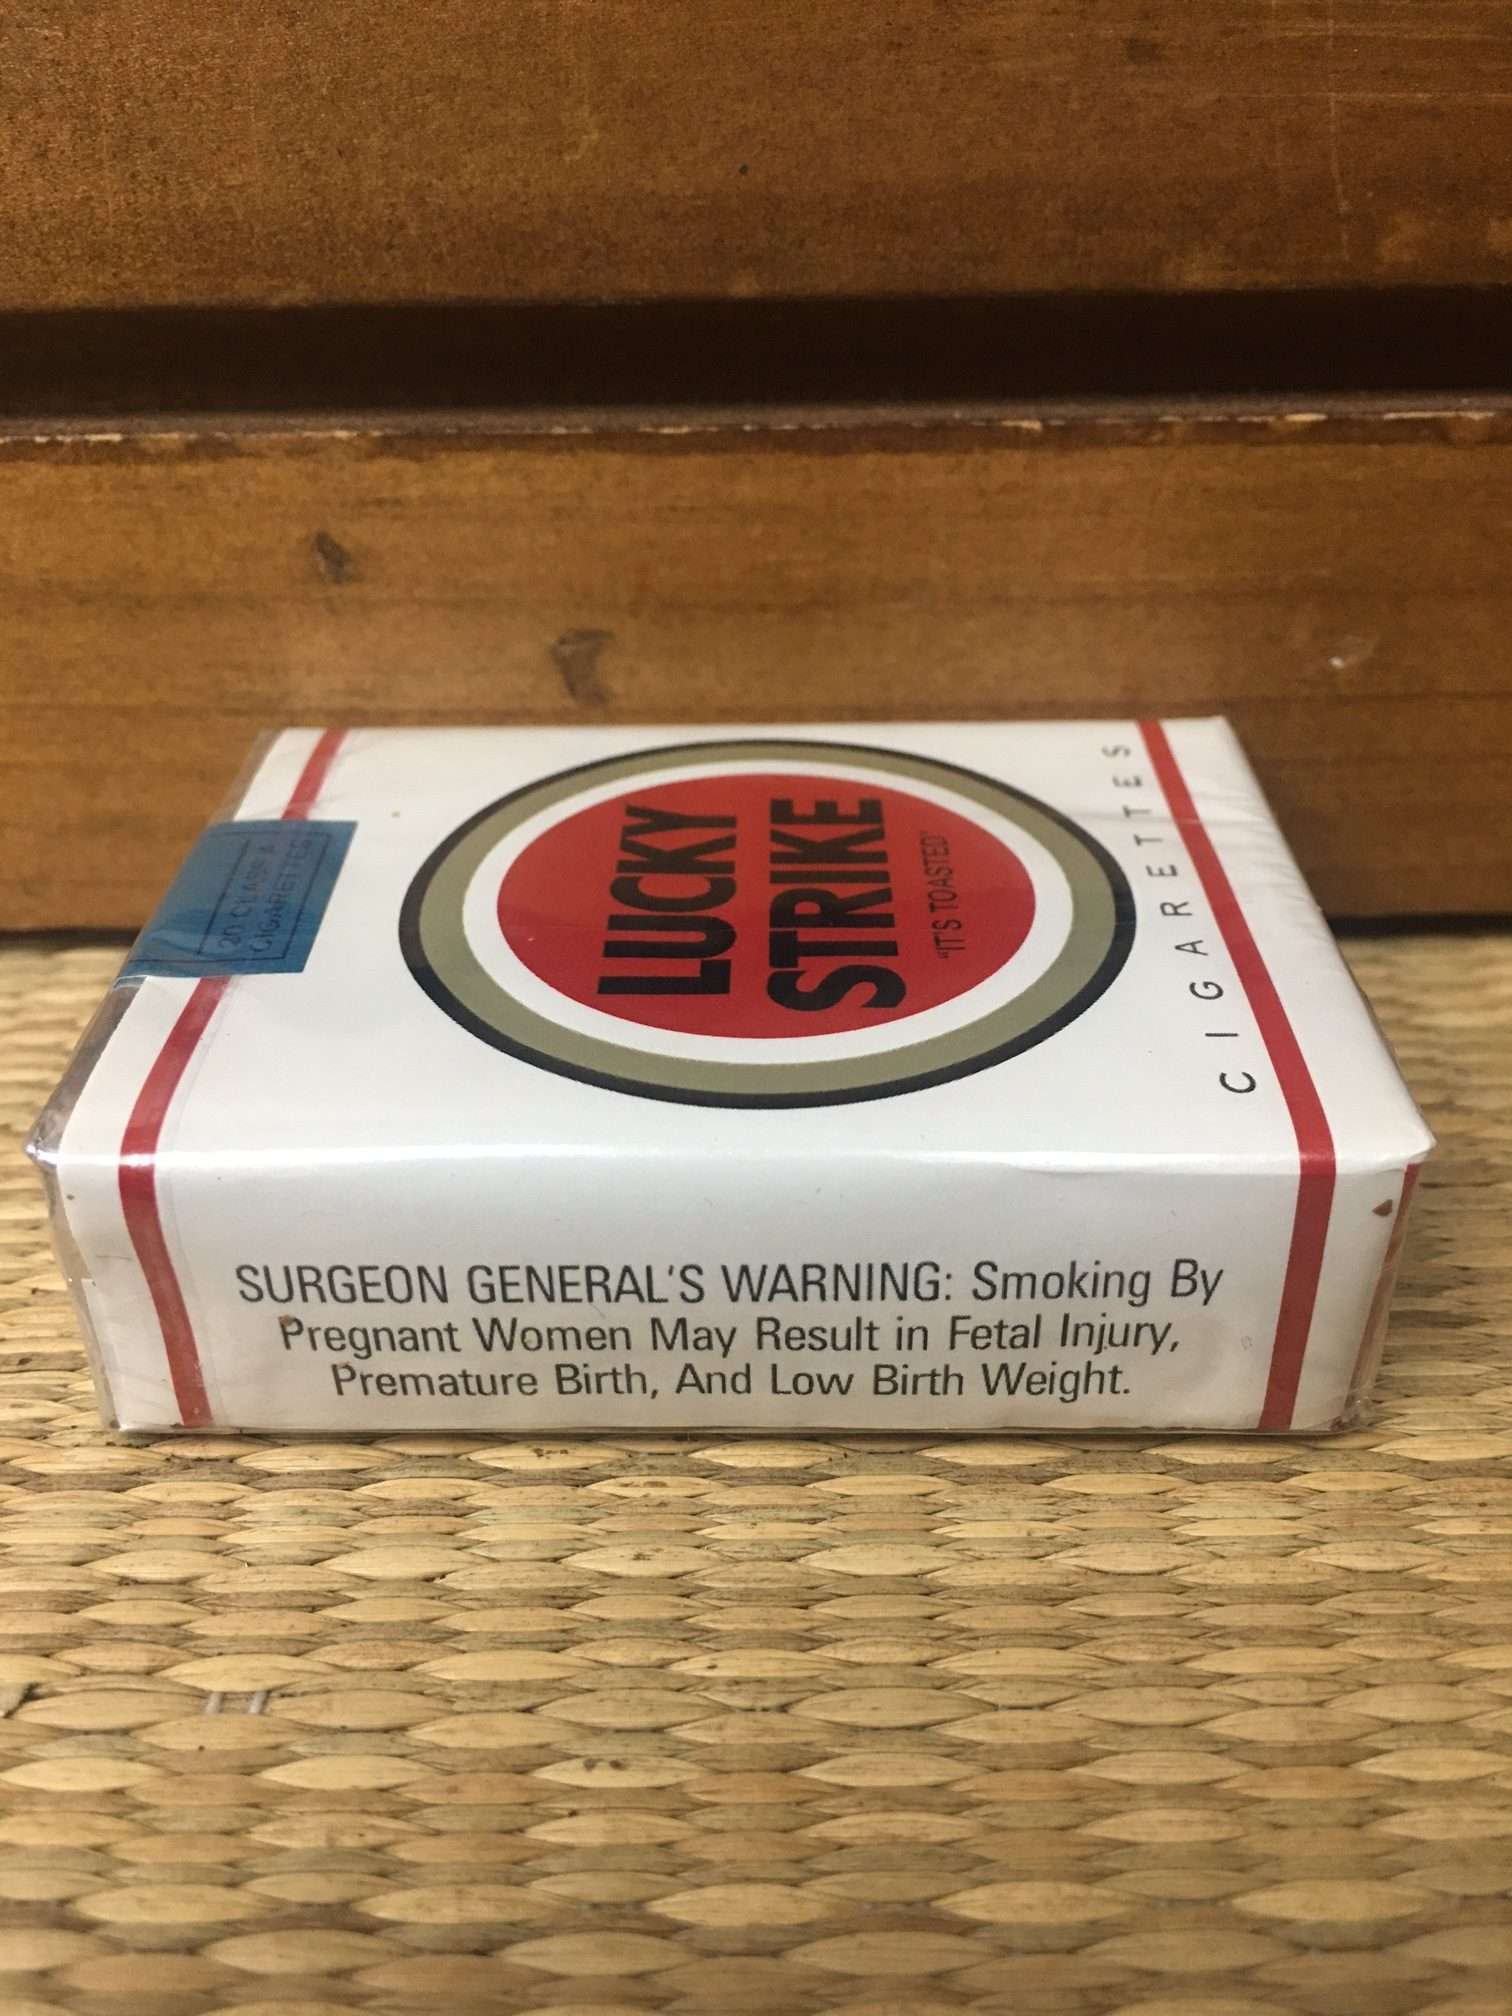 20 CLASS A
CIGARETTES
LUCKY
STRIKE
"IT'S TOASTED"
CIGARETTES
SURGEON GENERAL'S WARNING: Smoking By
Pregnant Women May Result in Fetal Injury,
Premature Birth, And Low Birth Weight.